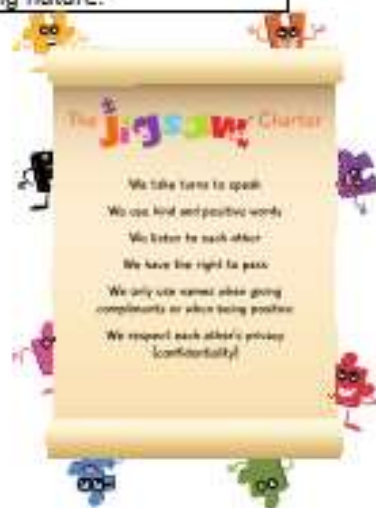 ing nature.
The jigsaw Charter
We take turns to speak
We use kind and positive words
We listen to each other
We have the right to pass
We only use names when giving
compliments or when being positive
We respect each other's privacy
(confidentiality)